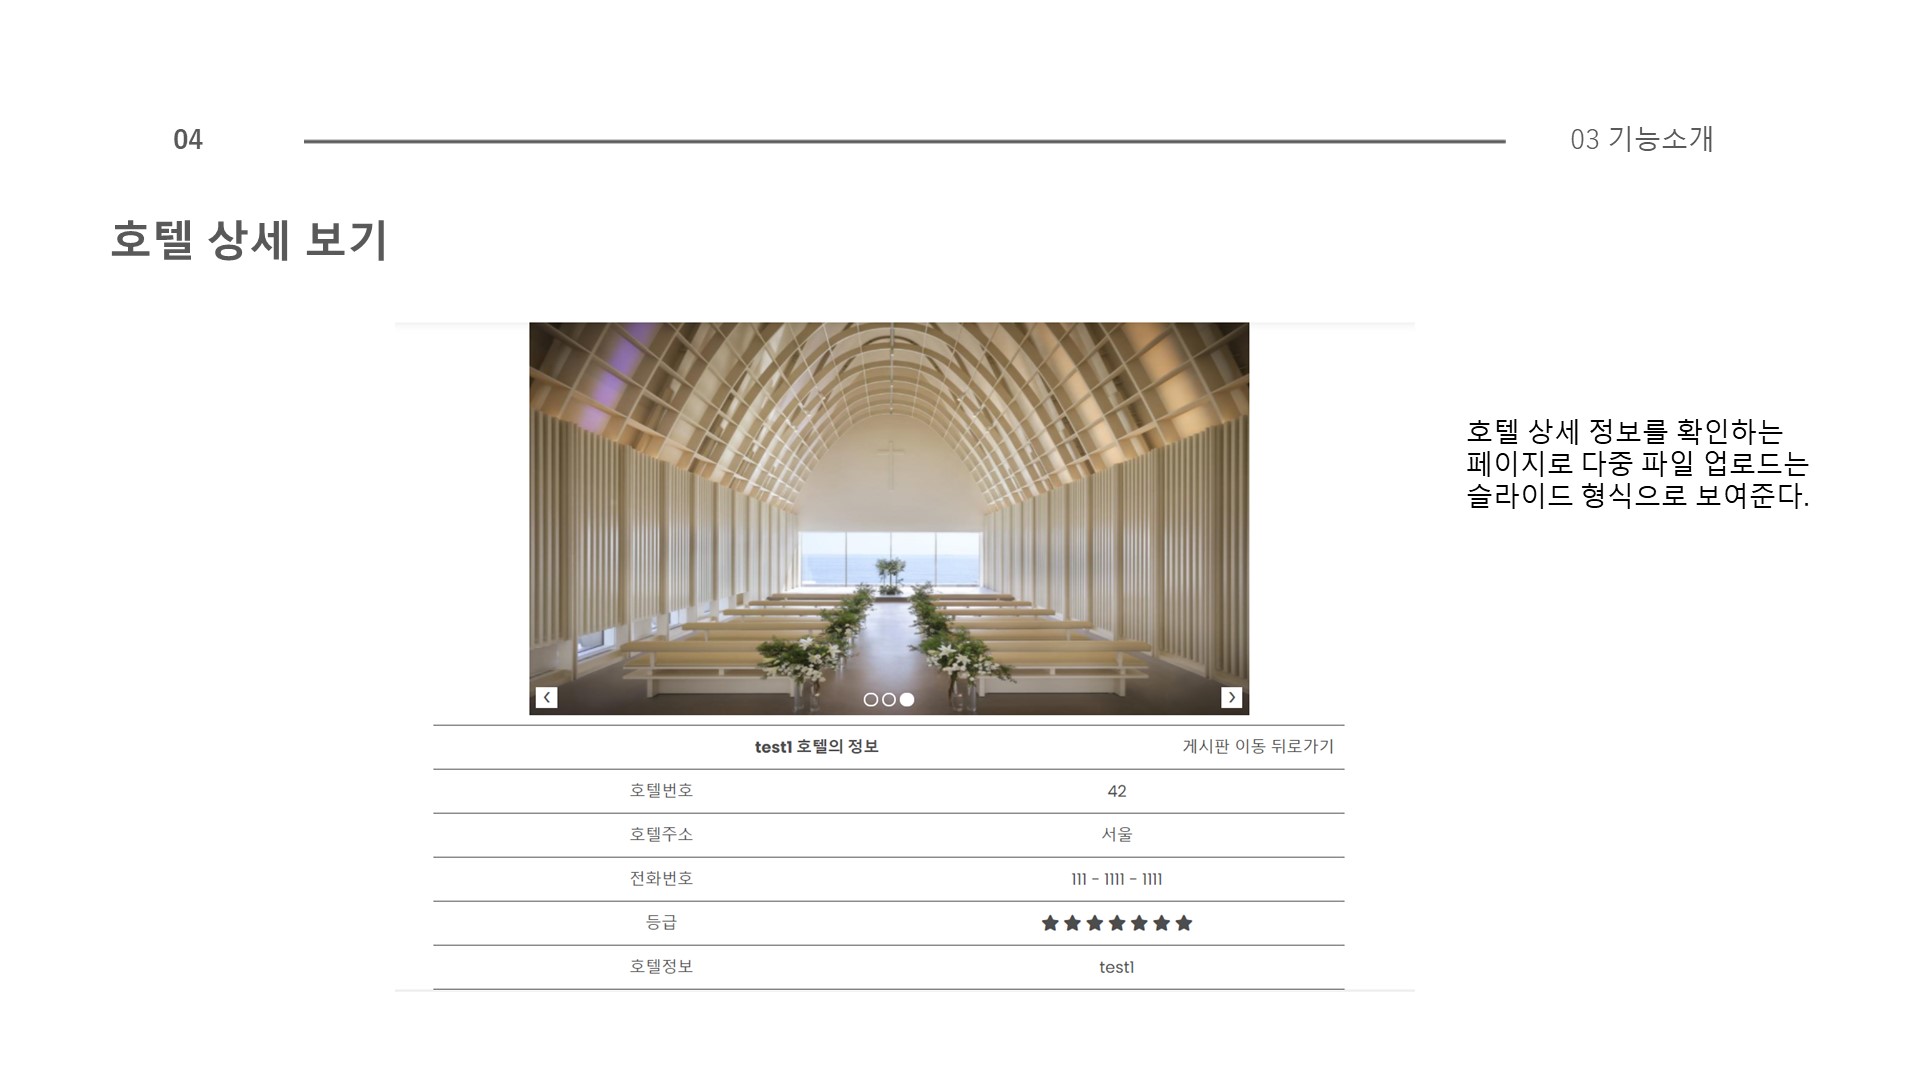 04
03 기능소개
호텔 상세 보기
호텔 상세 정보를 확인하는
페이지로 다중 파일 업로드는
슬라이드 형식으로 보여준다.
test1 호텔의 정보 게시판 이동 뒤로가기
호텔번호 42
호텔주소 서울
전화번호 111 - 1111 - 1111
등급 ★★★★★★★
호텔정보 test1